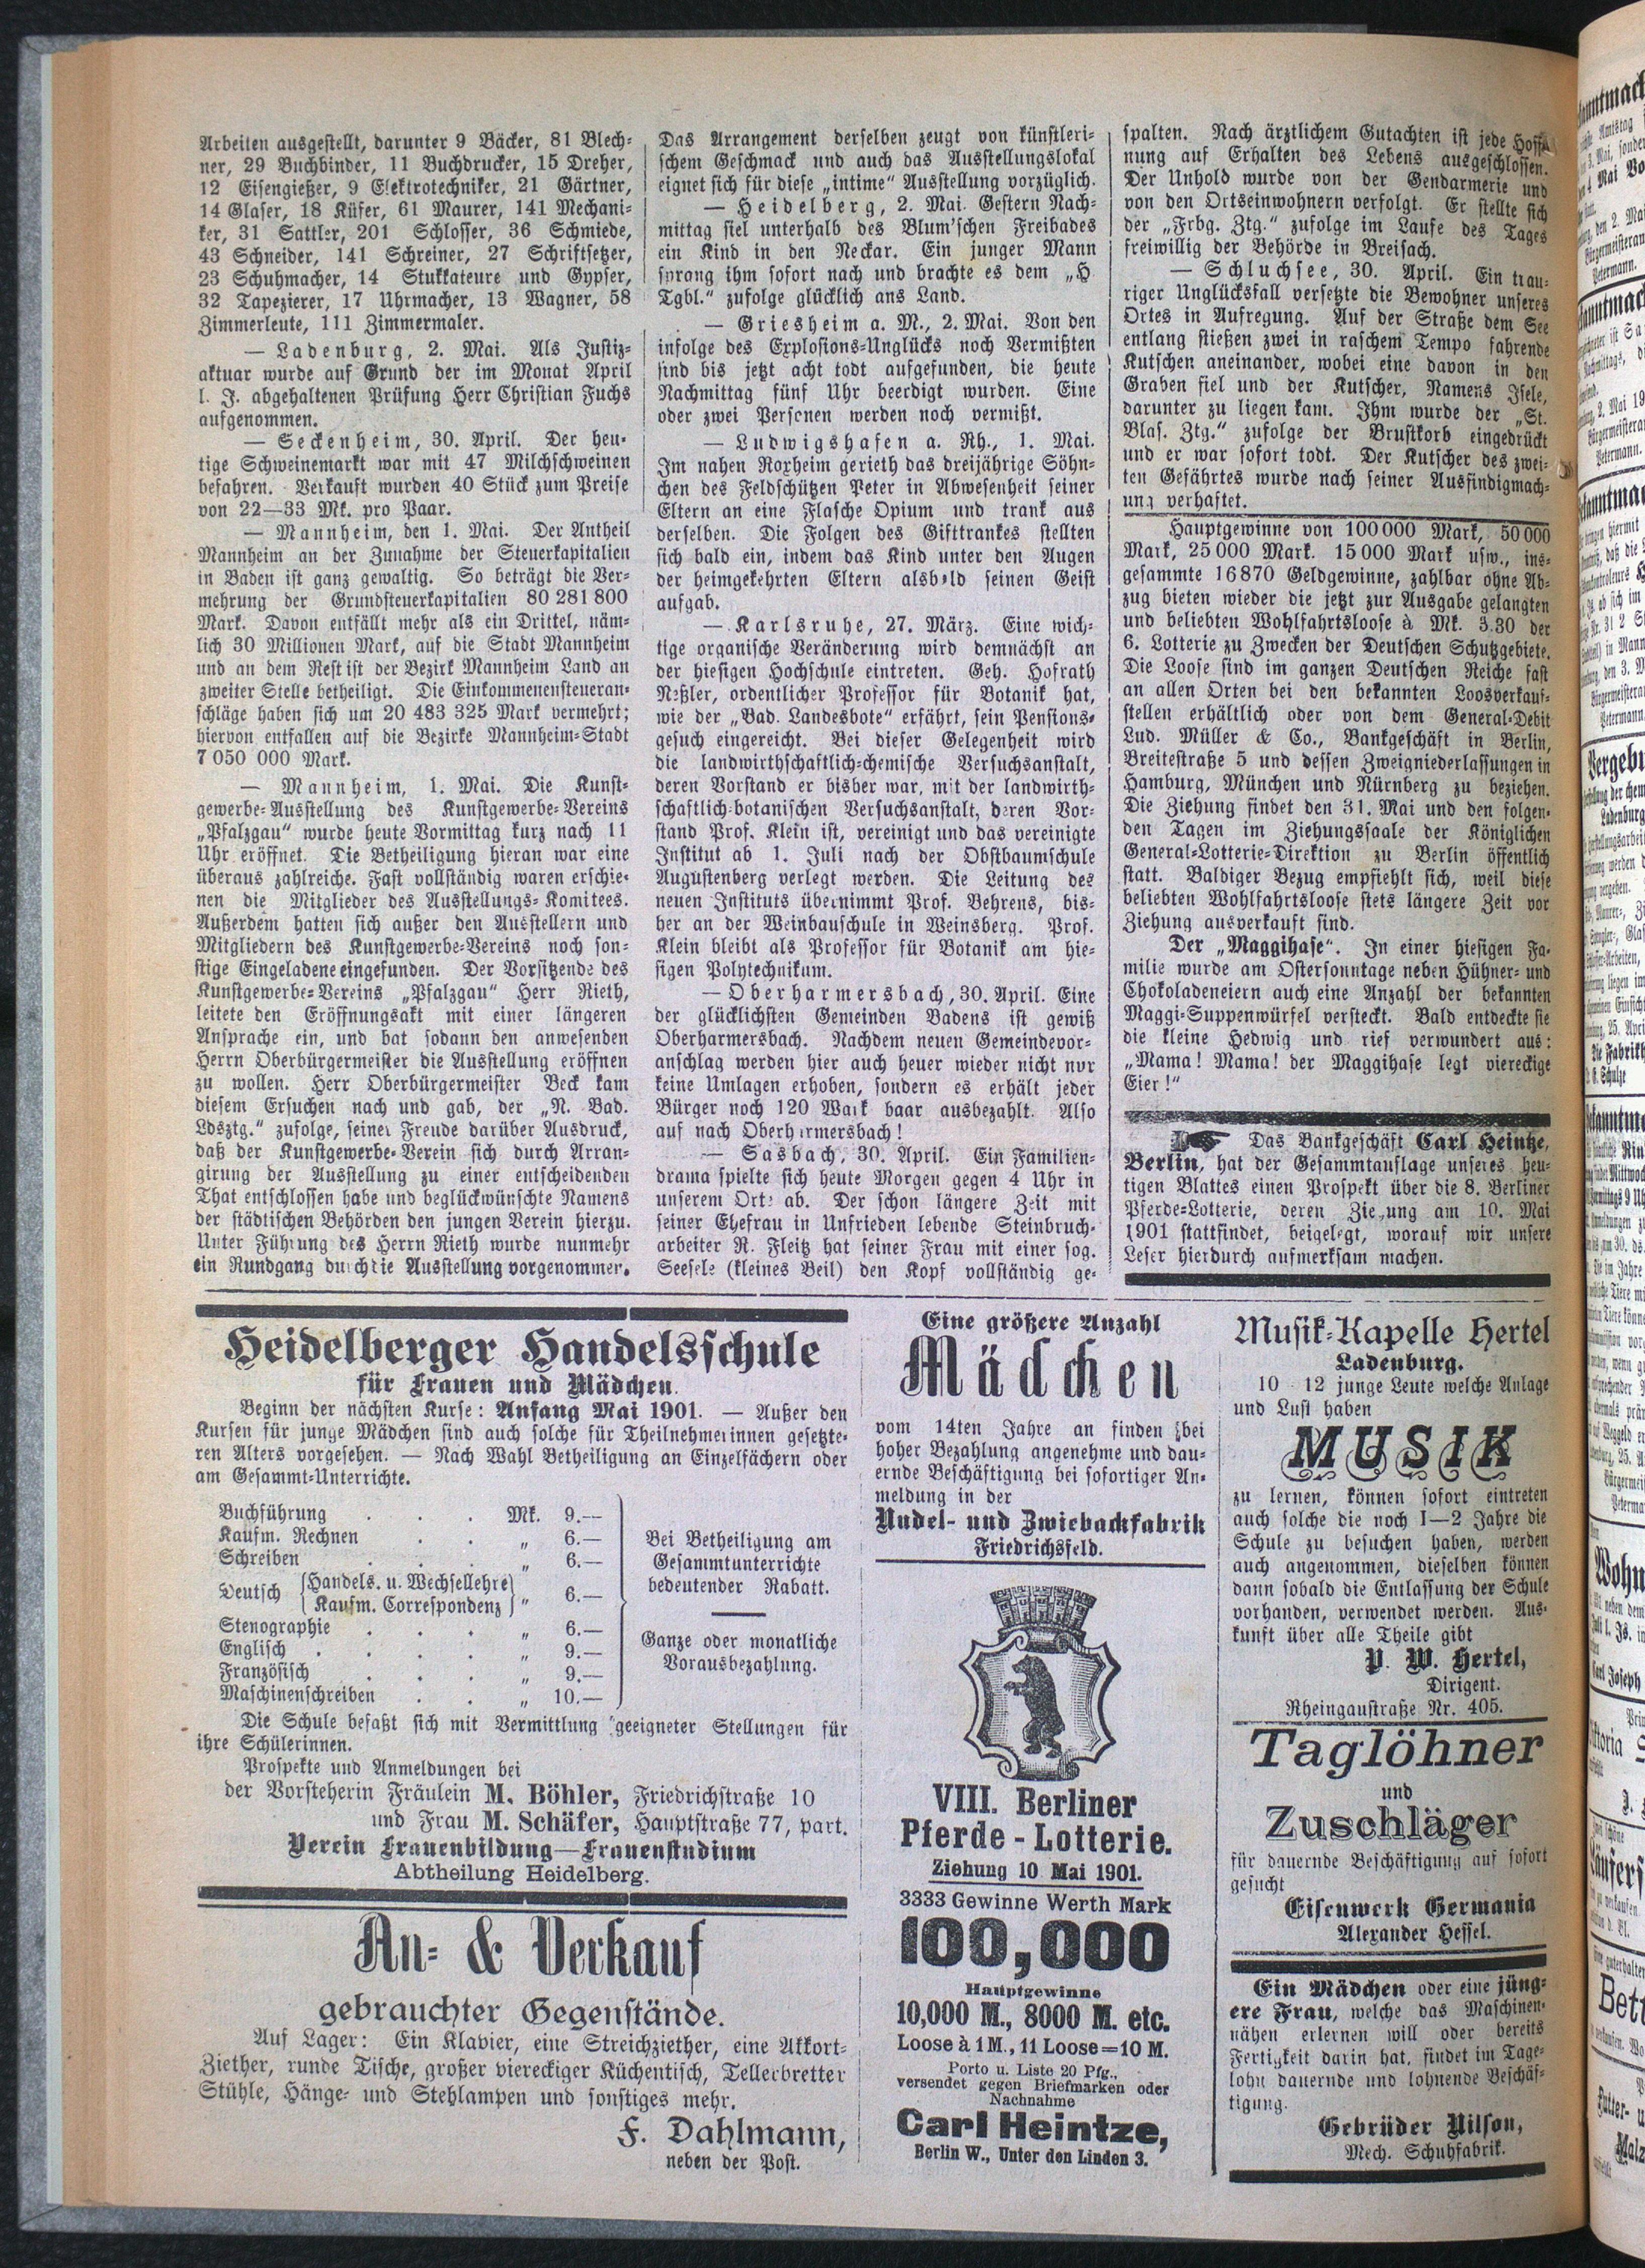 Arbeiten ausgestellt, darunter 9 Bäcker, 81 Blech-
ner, 29 Buchbinder, 11 Buchdrucker, 15 Dreher,
12 Eisengießer, 9 Elektrotechniker, 21 Gärtner,
14 Glaser, 18 Küfer, 61 Maurer, 141 Mechani-
ker, 31 Sattler, 201 Schlosser, 36 Schmiede,
43 Schneider, 141 Schreiner, 27 Schriftsetzer,
23 Schuhmacher, 14 Stukkateure und Gypser,
32 Tapezierer, 17 Uhrmacher, 13 Wagner, 58
Zimmerleute, 111 Zimmermaler.
— Ladenburg, 2. Mai. Als Justiz-
aktuar wurde auf Grund der im Monat April
l. J. abgehaltenen Prüfung Herr Christian Fuchs
aufgenommen.
— Seckenheim, 30. April. Der heu-
tige Schweinemarkt war mit 47 Milchschweinen
befahren. Verkauft wurden 40 Stück zum Preise
von 22—33 Mk. pro Paar.
— Mannheim, den 1. Mai. Der Antheil
Mannheim an der Zunahme der Steuerkapitalien
in Baden ist ganz gewaltig. So beträgt die Ver-
mehrung der Grundsteuerkapitalien 80 281 800
Mark. Davon entfällt mehr als ein Drittel, näm-
lich 30 Millionen Mark, auf die Stadt Mannheim
und an dem Rest ist der Bezirk Mannheim Land an
zweiter Stelle betheiligt. Die Einkommenensteueran-
schläge haben sich um 20 483 325 Mark vermehrt;
hiervon entfallen auf die Bezirke Mannheim-Stadt
7 050 000 Mark.
— Mannheim, 1. Mai. Die Kunst-
gewerbe-Ausstellung des Kunstgewerbe-Vereins
„Pfalzgau“ wurde heute Vormittag kurz nach 11
Uhr eröffnet. Die Betheiligung hieran war eine
überaus zahlreiche. Fast vollständig waren erschie-
nen die Mitglieder des Ausstellungs-Komitees.
Außerdem hatten sich außer den Ausstellern und
Mitgliedern des Kunstgewerbe-Vereins noch son-
stige Eingeladene eingefunden. Der Vorsitzende des
Kunstgewerbe-Vereins „Pfalzgau“ Herr Rieth,
leitete den Eröffnungsakt mit einer längeren
Ansprache ein, und bat sodann den anwesenden
Herrn Oberbürgermeister die Ausstellung eröffnen
zu wollen. Herr Oberbürgermeister Beck kam
diesem Ersuchen nach und gab, der „N. Bad.
Ldsztg.“ zufolge, seiner Freude darüber Ausdruck,
daß der Kunstgewerbe-Verein sich durch Arran-
girung der Ausstellung zu einer entscheidenden
That entschlossen habe und beglückwünschte Namens
der städtischen Behörden den jungen Verein hierzu.
Unter Führung des Herrn Rieth wurde nunmehr
ein Rundgang durch die Ausstellung vorgenommen.
Das Arrangement derselben zeugt von künstleri-
schem Geschmack und auch das Ausstellungslokal
eignet sich für diese „intime“ Ausstellung vorzüglich.
— Heidelberg, 2. Mai. Gestern Nach-
mittag fiel unterhalb des Blum'schen Freibades
ein Kind in den Neckar. Ein junger Mann
sprang ihm sofort nach und brachte es dem „H.
Tgbl.“ zufolge glücklich ans Land.
— Griesheim a. M., 2. Mai. Von den
infolge des Explosions-Unglücks noch Vermißten
sind bis jetzt acht todt aufgefunden, die heute
Nachmittag fünf Uhr beerdigt wurden. Eine
oder zwei Personen werden noch vermißt.
— Ludwigshafen a. Rh., 1. Mai.
Im nahen Roxheim gerieth das dreijährige Söhn-
chen des Feldschützen Peter in Abwesenheit seiner
Eltern an eine Flasche Opium und trank aus
derselben. Die Folgen des Gifttrankes stellten
sich bald ein, indem das Kind unter den Augen
der heimgekehrten Eltern alsbald seinen Geist
aufgab.
— Karlsruhe, 27. März. Eine wich-
tige organische Veränderung wird demnächst an
der hiesigen Hochschule eintreten. Geh. Hofrath
Neßler, ordentlicher Professor für Botanik hat,
wie der „Bad. Landesbote“ erfährt, sein Pensions-
gesuch eingereicht. Bei dieser Gelegenheit wird
die landwirthschaftlich-chemische Versuchsanstalt,
deren Vorstand er bisher war, mit der landwirth-
schaftlich-botanischen Versuchsanstalt, deren Vor-
stand Prof. Klein ist, vereinigt und das vereinigte
Institut ab 1. Juli nach der Obstbaumschule
Augustenberg verlegt werden. Die Leitung des
neuen Instituts übernimmt Prof. Behrens, bis-
her an der Weinbauschule in Weinsberg. Prof.
Klein bleibt als Professor für Botanik am hie-
sigen Polytechnikum.
— Oberharmersbach, 30. April. Eine
der glücklichsten Gemeinden Badens ist gewiß
Oberharmersbach. Nachdem neuen Gemeindevor-
anschlag werden hier auch heuer wieder nicht nur
keine Umlagen erhoben, sondern es erhält jeder
Bürger noch 120 Mark baar ausbezahlt. Also
auf nach Oberharmersbach!
— Sasbach, 30. April. Ein Familien-
drama spielte sich heute Morgen gegen 4 Uhr in
unserem Orte ab. Der schon längere Zeit mit
seiner Ehefrau in Unfrieden lebende Steinbruch-
arbeiter R. Fleitz hat seiner Frau mit einer sog.
Seesele (kleines Beil) den Kopf vollständig ge-
spalten. Nach ärztlichem Gutachten ist jede Hoff-
nung auf Erhalten des Lebens ausgeschlossen.
Der Unhold wurde von der Gendarmerie und
von den Ortseinwohnern verfolgt. Er stellte sich
der „Frbg. Ztg.“ zufolge im Laufe des Tages
freiwillig der Behörde in Breisach.
— Schluchsee, 30. April. Ein trau-
riger Unglücksfall versetzte die Bewohner unseres
Ortes in Aufregung. Auf der Straße dem See
entlang stießen zwei in raschem Tempo fahrende
Kutschen aneinander, wobei eine davon in den
Graben fiel und der Kutscher, Namens Isele,
darunter zu liegen kam. Ihm wurde der „St.
Blas. Ztg.“ zufolge der Brustkorb eingedrückt
und er war sofort todt. Der Kutscher des zwei-
ten Gefährtes wurde nach seiner Ausfindigmach-
ung verhaftet.
Hauptgewinne von 100 000 Mark, 50 000
Mark, 25 000 Mark. 15 000 Mark usw., ins-
gesammte 16 870 Geldgewinne, zahlbar ohne Ab-
zug bieten wieder die jetzt zur Ausgabe gelangten
und beliebten Wohlfahrtsloose à Mk. 3.30 der
6. Lotterie zu Zwecken der Deutschen Schutzgebiete.
Die Loose sind im ganzen Deutschen Reiche fast
an allen Orten bei den bekannten Loosverkauf-
stellen erhältlich oder von dem General-Debit
Lud. Müller & Co., Bankgeschäft in Berlin,
Breitestraße 5 und dessen Zweigniederlassungen in
Hamburg, München und Nürnberg zu beziehen.
Die Ziehung findet den 31. Mai und den folgen-
den Tagen im Ziehungssaale der Königlichen
General-Lotterie-Direktion zu Berlin öffentlich
statt. Baldiger Bezug empfiehlt sich, weil diese
beliebten Wohlfahrtsloose stets längere Zeit vor
Ziehung ausverkauft sind.
Der „Maggihase“. In einer hiesigen Fa-
milie wurde am Ostersonntage neben Hühner- und
Chokoladeneiern auch eine Anzahl der bekannten
Maggi-Suppenwürfel versteckt. Bald entdeckte sie
die kleine Hedwig und rief verwundert aus:
„Mama! Mama! der Maggihase legt viereckige
Eier!“
Das Bankgeschäft Carl Heintze,
Berlin, hat der Gesammtauflage unseres heu-
tigen Blattes einen Prospekt über die 8. Berliner
Pferde-Lotterie, deren Ziehung am 10. Mai
1901 stattfindet, beigelegt, worauf wir unsere
Leser hierdurch aufmerksam machen.
Heidelberger Handelsschule
für Frauen und Mädchen.
Beginn der nächsten Kurse: Anfang Mai 1901. — Außer den
Kursen für junge Mädchen sind auch solche für Theilnehmerinnen gesetzte-
ren Alters vorgesehen. — Nach Wahl Betheiligung an Einzelfächern oder
am Gesammt-Unterrichte.
Buchführung . . . Mk. 9.—
Kaufm. Rechnen . . „ 6.—
Schreiben . . . „ 6.—
Deutsch {Handels. u. Wechsellehre
Kaufm. Correspondenz} „ 6.—
Stenographie . . . „ 6.—
Englisch . . . . „ 9.—
Französisch . . . „ 9.—
Maschinenschreiben . . „ 10.—
Bei Betheiligung am
Gesammtunterrichte
bedeutender Rabatt.
Ganze oder monatliche
Vorausbezahlung.
Die Schule befaßt sich mit Vermittlung geeigneter Stellungen für
ihre Schülerinnen.
Prospekte und Anmeldungen bei
der Vorsteherin Fräulein M. Böhler, Friedrichstraße 10
und Frau M. Schäfer, Hauptstraße 77, part.
Verein Frauenbildung—Frauenstudium
Abtheilung Heidelberg.
An- & Verkauf
gebrauchter Gegenstände.
Auf Lager: Ein Klavier, eine Streichziether, eine Akkort-
Ziether, runde Tische, großer viereckiger Küchentisch, Tellerbretter
Stühle, Hänge- und Stehlampen und sonstiges mehr.
F. Dahlmann,
neben der Post.
Eine größere Anzahl
Mädchen
vom 14ten Jahre an finden bei
hoher Bezahlung angenehme und dau-
ernde Beschäftigung bei sofortiger An-
meldung in der
Nudel- und Zwiebackfabrik
Friedrichsfeld.
VIII. Berliner
Pferde-Lotterie.
Ziehung 10 Mai 1901.
3333 Gewinne Werth Mark
100,000
Hauptgewinne
10,000 M., 8000 M. etc.
Loose à 1 M., 11 Loose=10 M.
Porto u. Liste 20 Pfg.,
versendet gegen Briefmarken oder
Nachnahme
Carl Heintze,
Berlin W., Unter den Linden 3.
Musik-Kapelle Hertel
Ladenburg.
10 - 12 junge Leute welche Anlage
und Lust haben
MUSIK
zu lernen, können sofort eintreten
auch solche die noch 1—2 Jahre die
Schule zu besuchen haben, werden
auch angenommen, dieselben können
dann sobald die Entlassung der Schule
vorhanden, verwendet werden. Aus-
kunft über alle Theile gibt
P. W. Hertel,
Dirigent.
Rheingaustraße Nr. 405.
Taglöhner
und
Zuschläger
für dauernde Beschäftigung auf sofort
gesucht
Eisenwerk Germania
Alexander Hessel.
Ein Mädchen oder eine jüng-
ere Frau, welche das Maschinen-
nähen erlernen will oder bereits
Fertigkeit darin hat, findet im Tage-
lohn dauernde und lohnende Beschäf-
tigung.
Gebrüder Nilson,
Mech. Schuhfabrik.